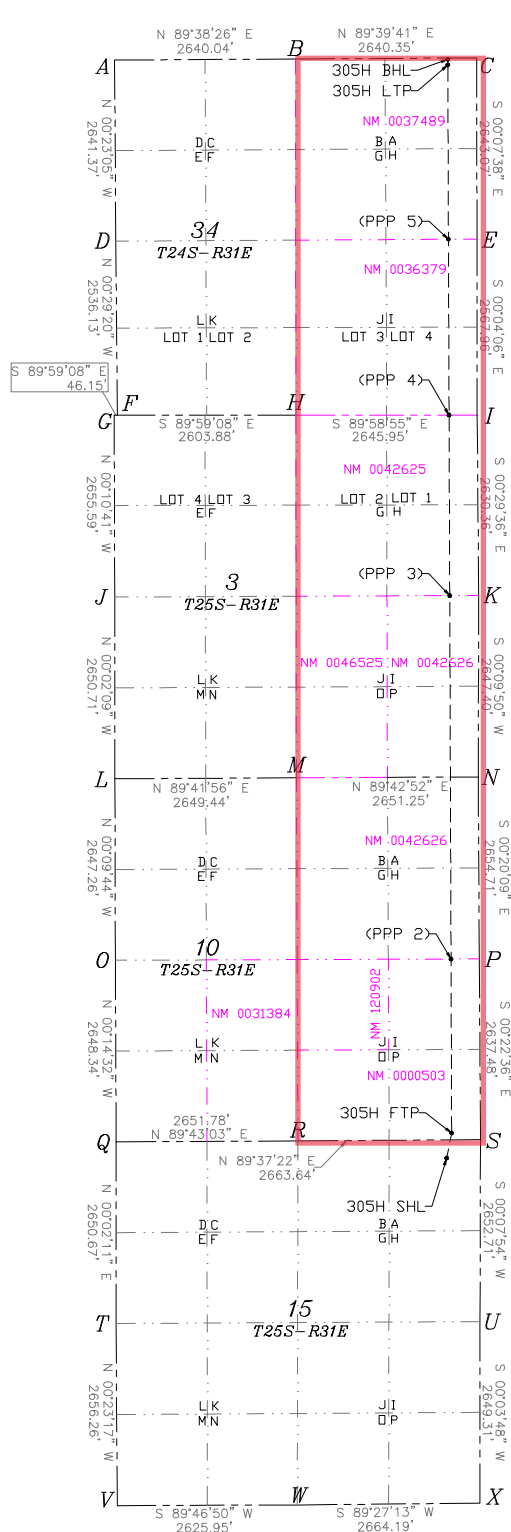 N 89°38'26" E
2640.04'
N 89°39'41" E
2640.35'
A
B
C
305H BHL
305H LTP
NM 0037489
N 00°23'05" W
2641.37'
D C
E F
B A
G H
S 00°07'38" E
2643.07'
34
T24S-R31E
(PPP 5)
D
E
NM 0036379
N 00°29'20" W
2536.13'
L K
LOT 1 LOT 2
J I
LOT 3 LOT 4
S 00°04'06" E
2567.96'
S 89°59'08" E
46.15'
(PPP 4)
F
G
H
I
S 89°59'08" E
2603.88'
S 89°58'55" E
2645.95'
NM 0042625
N 00°10'41" W
2655.59'
LOT 4 LOT 3
E F
LOT 2 LOT 1
G H
S 00°29'36" E
2630.36'
3
T25S-R31E
(PPP 3)
J
K
NM 0046525
NM 0042626
N 00°02'09" W
2650.71'
L K
M N
J I
O P
S 00°09'50" W
2647.40'
L
M
N
N 89°41'56" E
2649.44'
N 89°42'52" E
2651.25'
NM 0042626
N 00°09'44" W
2647.26'
D C
E F
B A
G H
S 00°20'09" E
2654.71'
(PPP 2)
10
T25S-R31E
O
P
NM 120902
NM 0031384
N 00°14'32" W
2648.34'
L K
M N
J I
O P
S 00°22'36" E
2637.48'
NM 0000503
305H FTP
2651.78'
N 89°43'03" E
Q
R
S
N 89°37'22" E
2663.64'
305H SHL
N 00°02'11" E
2650.67'
D C
E F
B A
G H
S 00°07'54" W
2652.71'
15
T25S-R31E
T
U
N 00°23'17" W
2656.26'
L K
M N
J I
O P
S 00°03'48" W
2649.31'
V
W
X
S 89°46'50" W
2625.95'
S 89°27'13" W
2664.19'